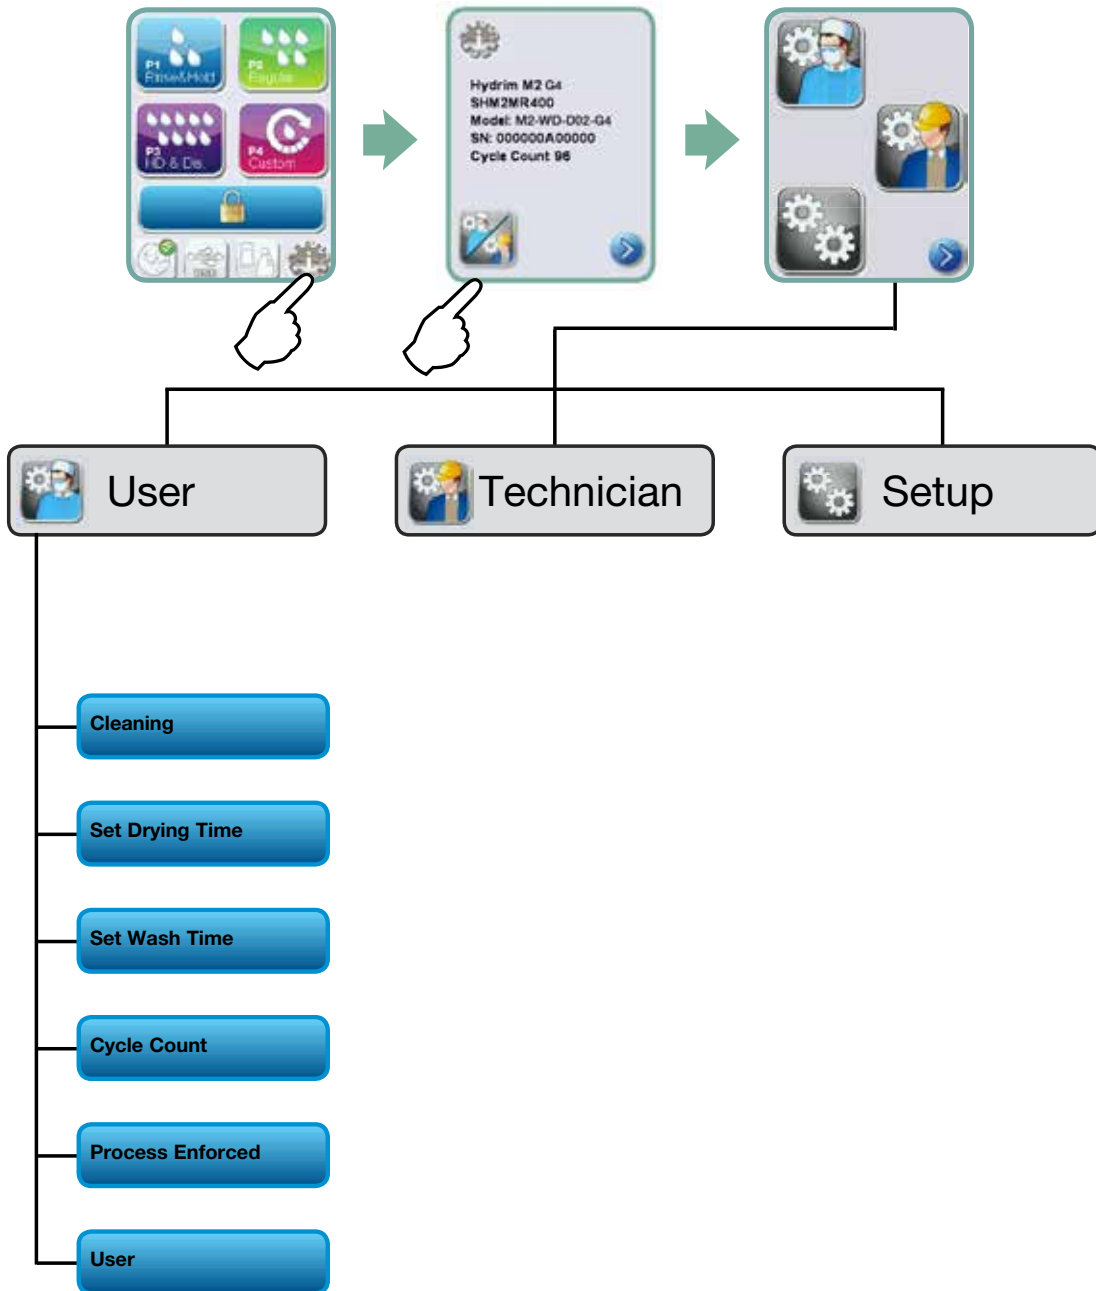 P1
Rinse&Hold
P2
Regular
P3
HD & Dis.
P4
Custom
Hydrim M2 G4
SHM2MR400
Model: M2-WD-D02-G4
SN: 000000A00000
Cycle Count 96
User
Technician
Setup
Cleaning
Set Drying Time
Set Wash Time
Cycle Count
Process Enforced
User